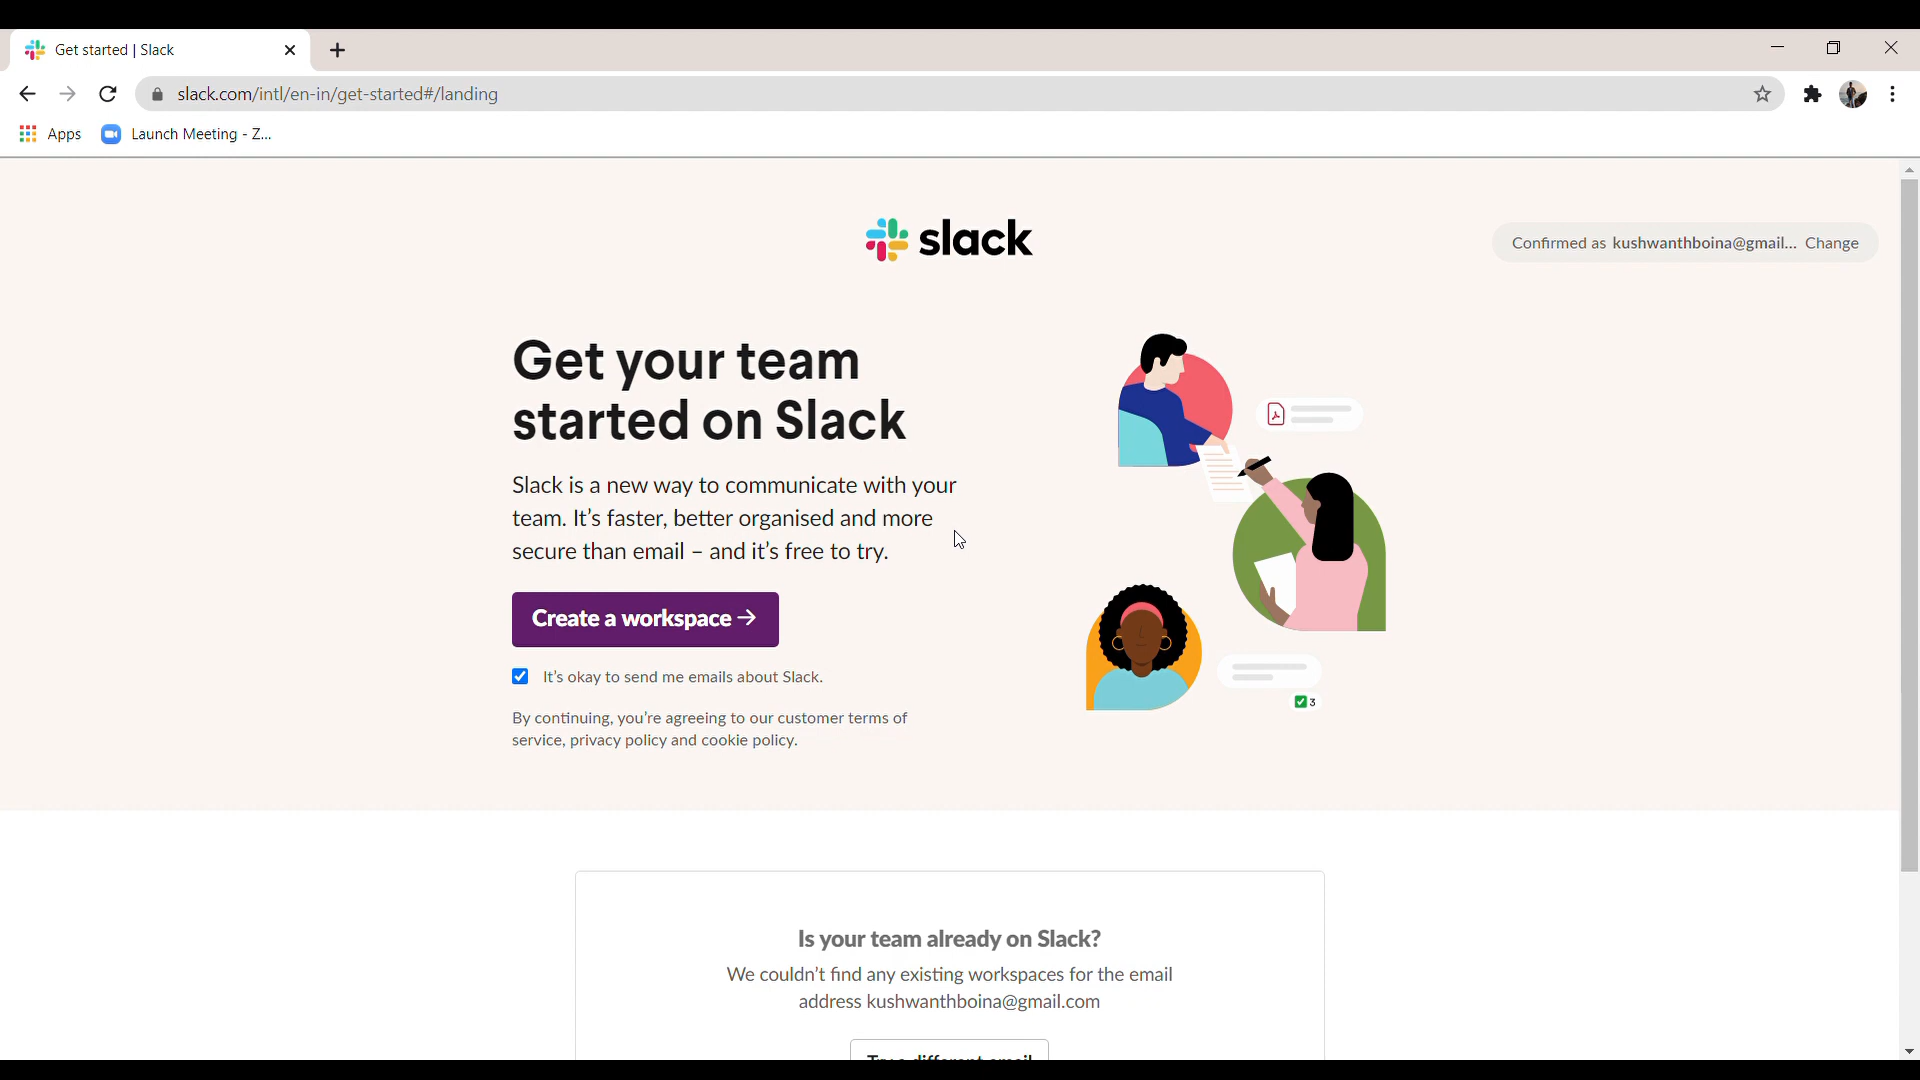 Get started | Slack
slack.com/intl/en-in/get-started#/landing
Apps
Launch Meeting - Z...
slack
Confirmed as kushwanthboina@gmail... Change
Get your team
started on Slack
Slack is a new way to communicate with your
team. It's faster, better organised and more
secure than email – and it's free to try.
Create a workspace →
It's okay to send me emails about Slack.
By continuing, you're agreeing to our customer terms of
service, privacy policy and cookie policy.
3
Is your team already on Slack?
We couldn't find any existing workspaces for the email
address kushwanthboina@gmail.com
Try a different email